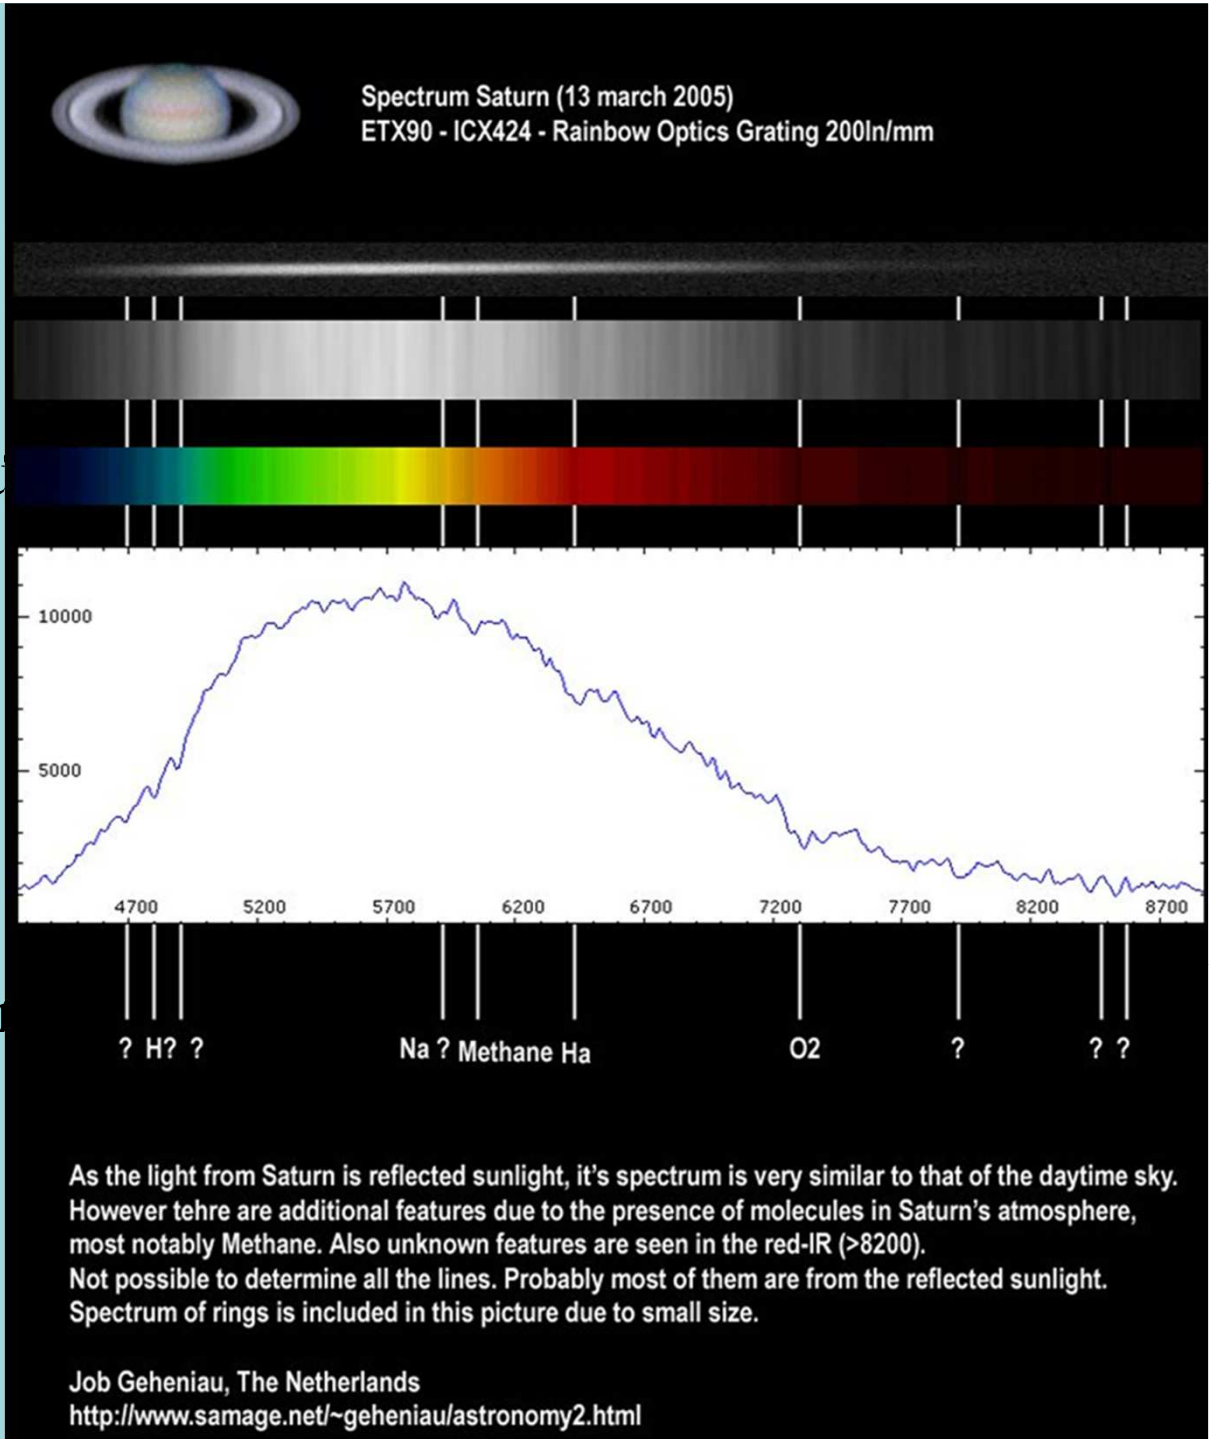 Spectrum Saturn (13 march 2005)
ETX90 - ICX424 - Rainbow Optics Grating 200ln/mm
10000
5000
4700 5200 5700 6200 6700 7200 7700 8200 8700
? H? ? Na ? Methane Ha O2 ? ? ?
As the light from Saturn is reflected sunlight, it's spectrum is very similar to that of the daytime sky.
However tehre are additional features due to the presence of molecules in Saturn's atmosphere,
most notably Methane. Also unknown features are seen in the red-IR (>8200).
Not possible to determine all the lines. Probably most of them are from the reflected sunlight.
Spectrum of rings is included in this picture due to small size.
Job Geheniau, The Netherlands
http://www.samage.net/~geheniau/astronomy2.html